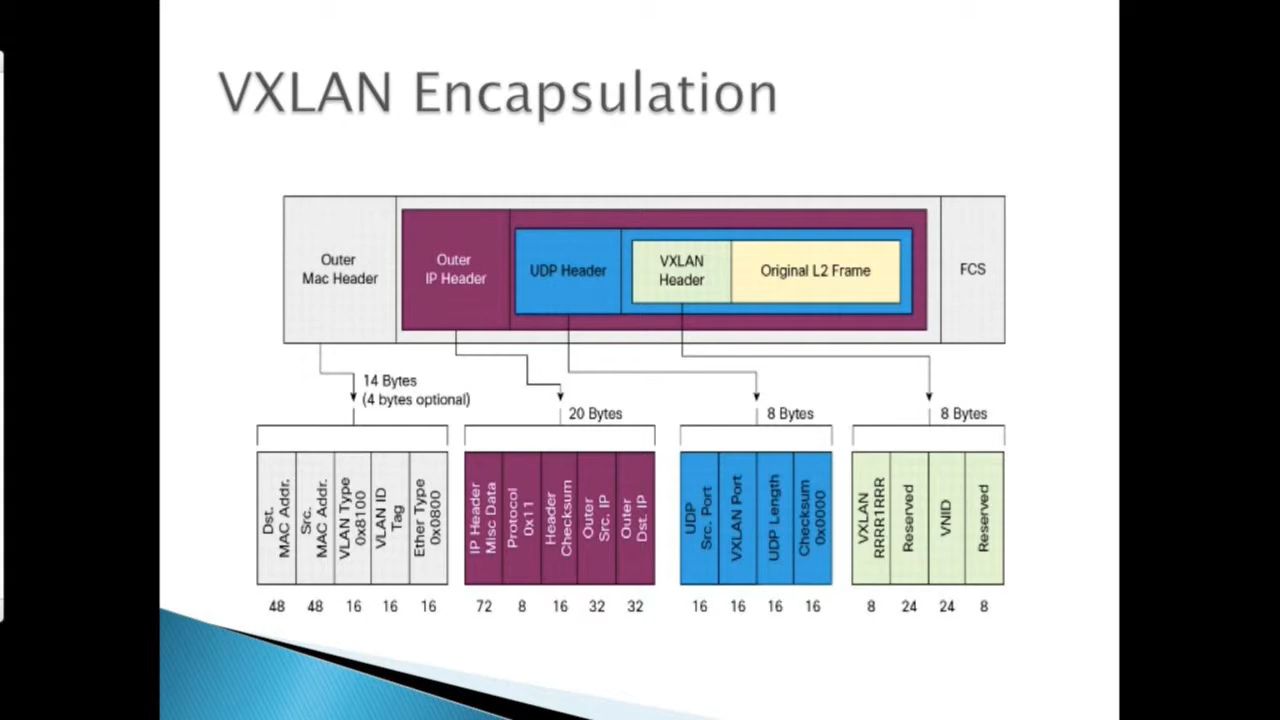 VXLAN Encapsulation
Outer
Mac Header
Outer
IP Header
UDP Header
VXLAN
Header
Original L2 Frame
FCS
14 Bytes
(4 bytes optional)
20 Bytes
8 Bytes
8 Bytes
Dst.
MAC Addr.
Src.
MAC Addr.
VLAN Type
0x8100
VLAN ID
Tag
Ether Type
0x0800
IP Header
Misc Data
Protocol
0x11
Header
Checksum
Outer
Src. IP
Outer
Dst. IP
UDP
Src. Port
VXLAN Port
UDP Length
Checksum
0x0000
VXLAN
RRRR1RRR
Reserved
VNID
Reserved
48 48 16 16 16
72 8 16 32 32
16 16 16 16
8 24 24 8